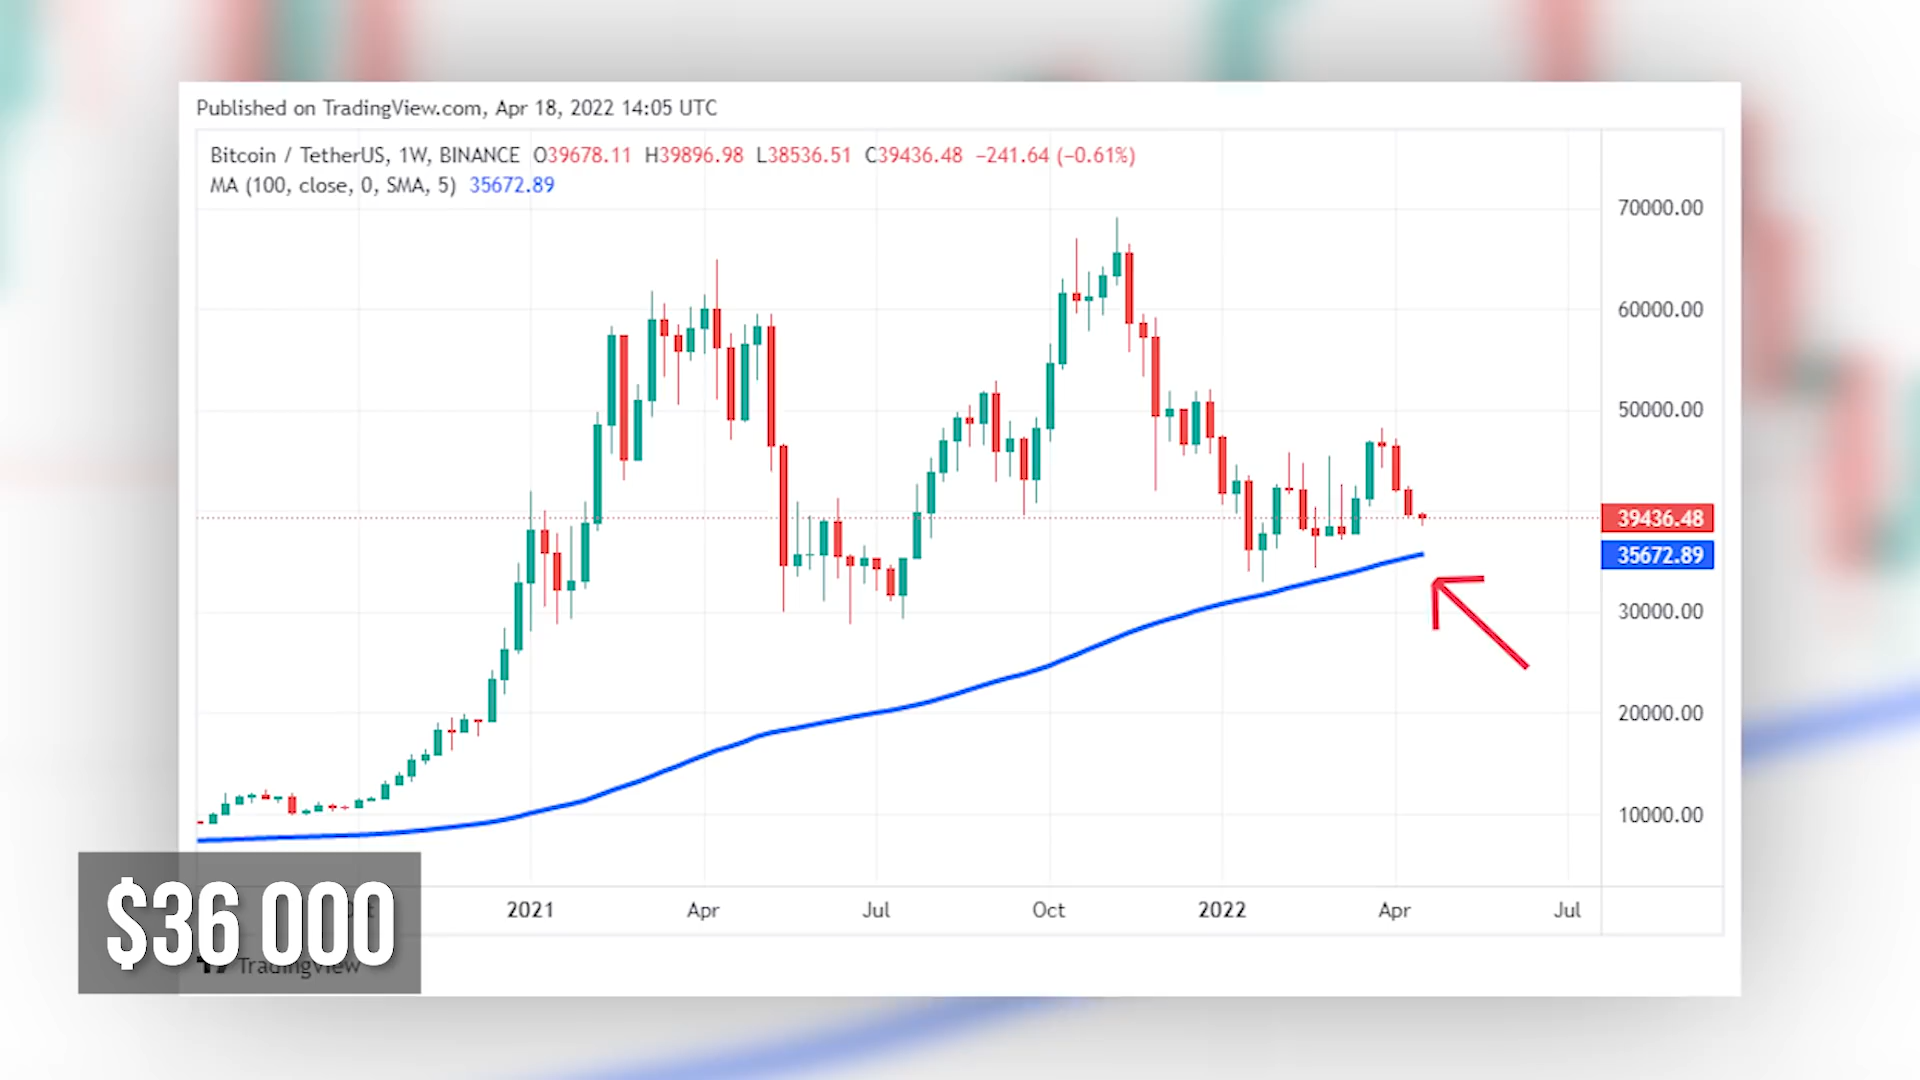 Published on TradingView.com, Apr 18, 2022 14:05 UTC
Bitcoin / TetherUS, 1W, BINANCE O39678.11 H39896.98 L38536.51 C39436.48 −241.64 (−0.61%)
MA (100, close, 0, SMA, 5) 35672.89
70000.00
60000.00
50000.00
39436.48
35672.89
30000.00
20000.00
10000.00
2021 Apr Jul Oct 2022 Apr Jul
$36 000
TradingView